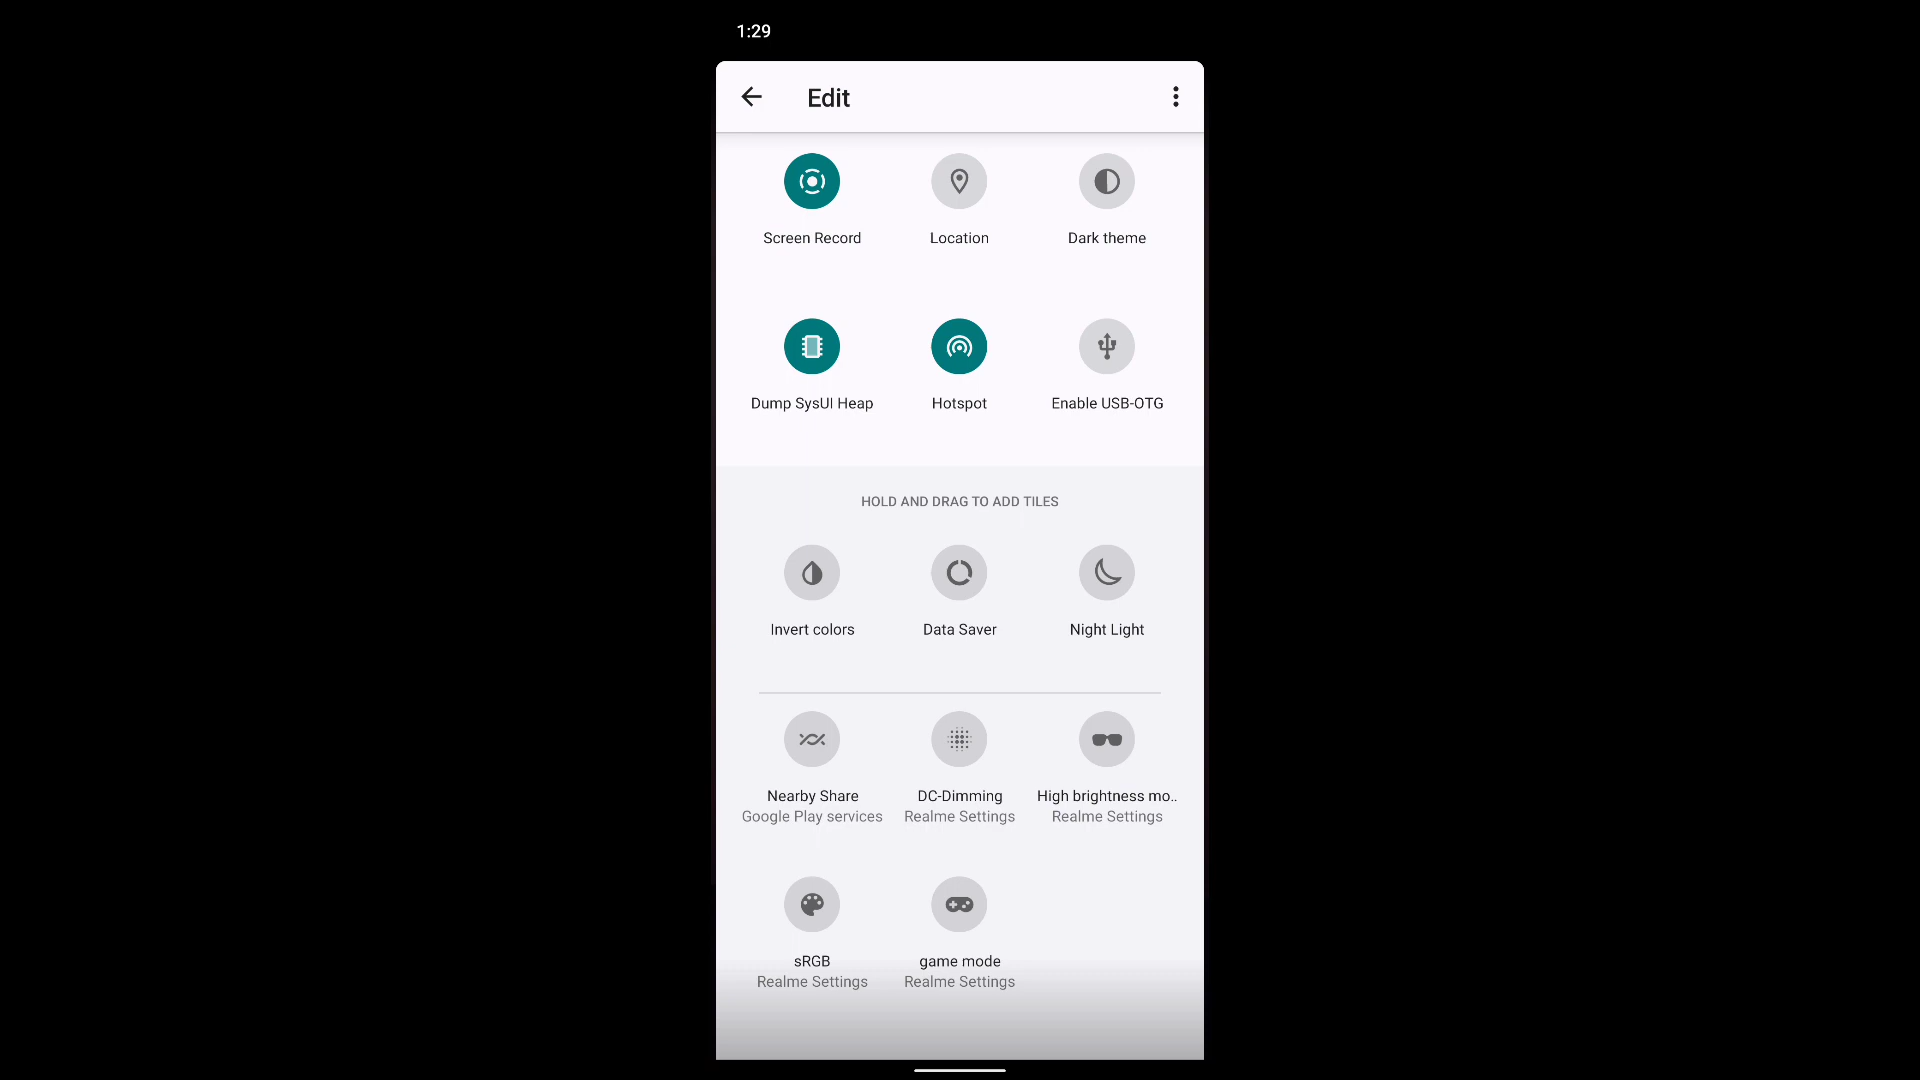 1:29
Edit
Screen Record Location Dark theme
Dump SysUI Heap Hotspot Enable USB-OTG
HOLD AND DRAG TO ADD TILES
Invert colors Data Saver Night Light
Nearby Share DC-Dimming High brightness mo..
Google Play services Realme Settings Realme Settings
sRGB game mode
Realme Settings Realme Settings